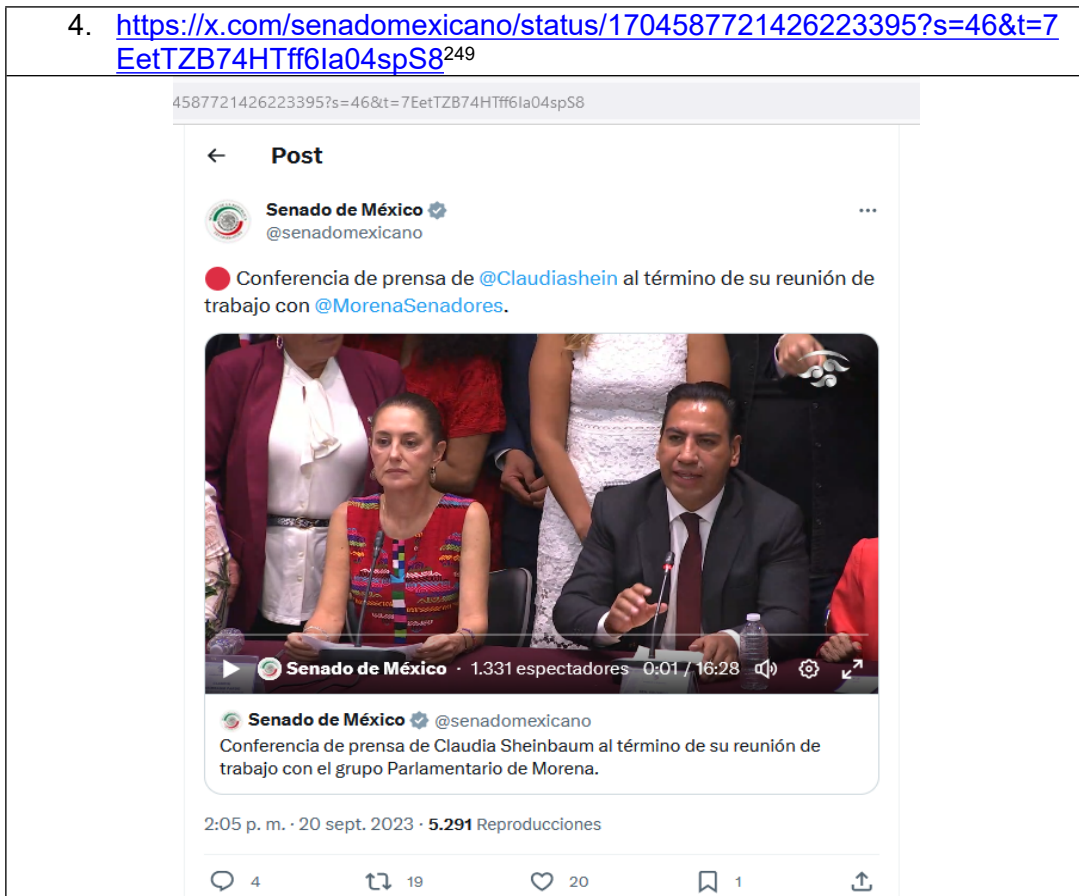 4. https://x.com/senadomexicano/status/1704587721426223395?s=46&t=7
EetTZB74HTff6Ia04spS8249
4587721426223395?s=46&t=7EetTZB74HTff6Ia04spS8
← Post
Senado de México
@senadomexicano
Conferencia de prensa de @Claudiashein al término de su reunión de
trabajo con @MorenaSenadores.
Senado de México · 1.331 espectadores 0:01 / 16:28
Senado de México @senadomexicano
Conferencia de prensa de Claudia Sheinbaum al término de su reunión de
trabajo con el grupo Parlamentario de Morena.
2:05 p. m. · 20 sept. 2023 · 5.291 Reproducciones
4 19 20 1